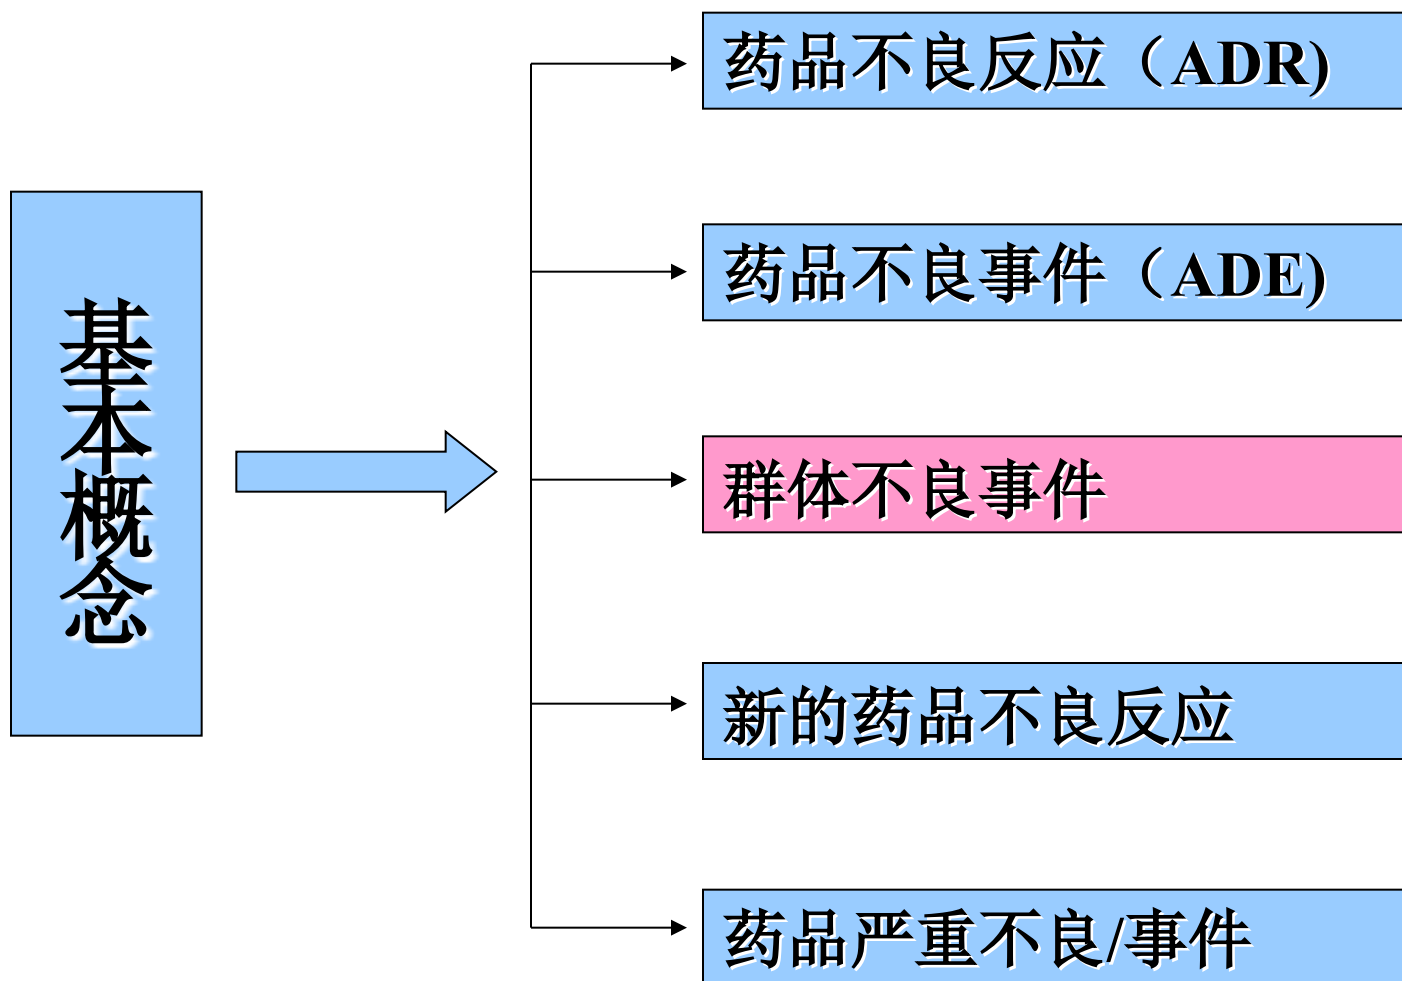 基本概念
药品不良反应（ADR)
药品不良事件（ADE)
群体不良事件
新的药品不良反应
药品严重不良/事件